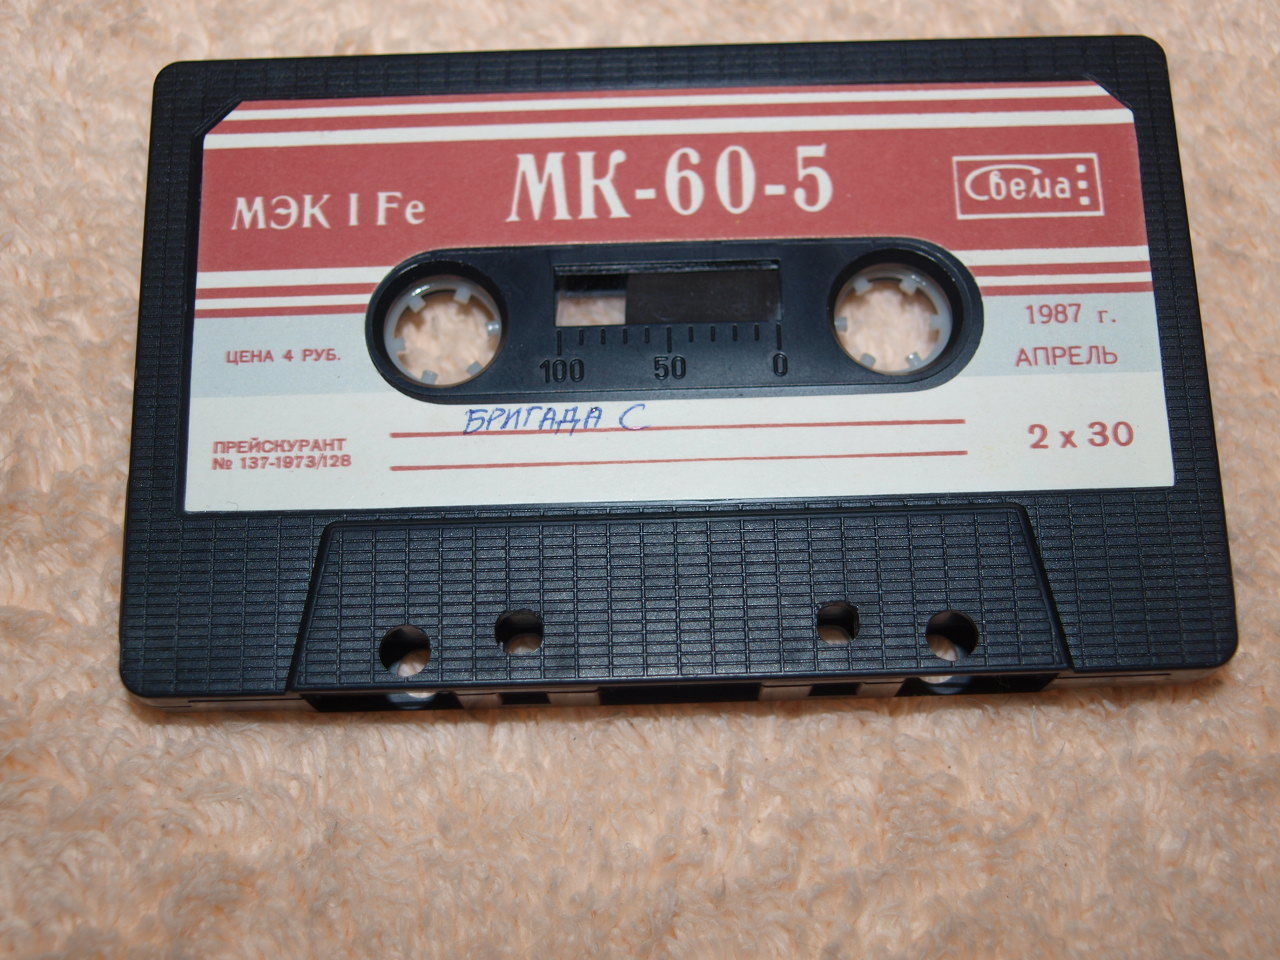 МК-60-5
МЭК I Fe
Свема
ЦЕНА 4 РУБ.
100 50 0
1987 г.
АПРЕЛЬ
БРИГАДА С
ПРЕЙСКУРАНТ
№ 137-1973/128
2 х 30